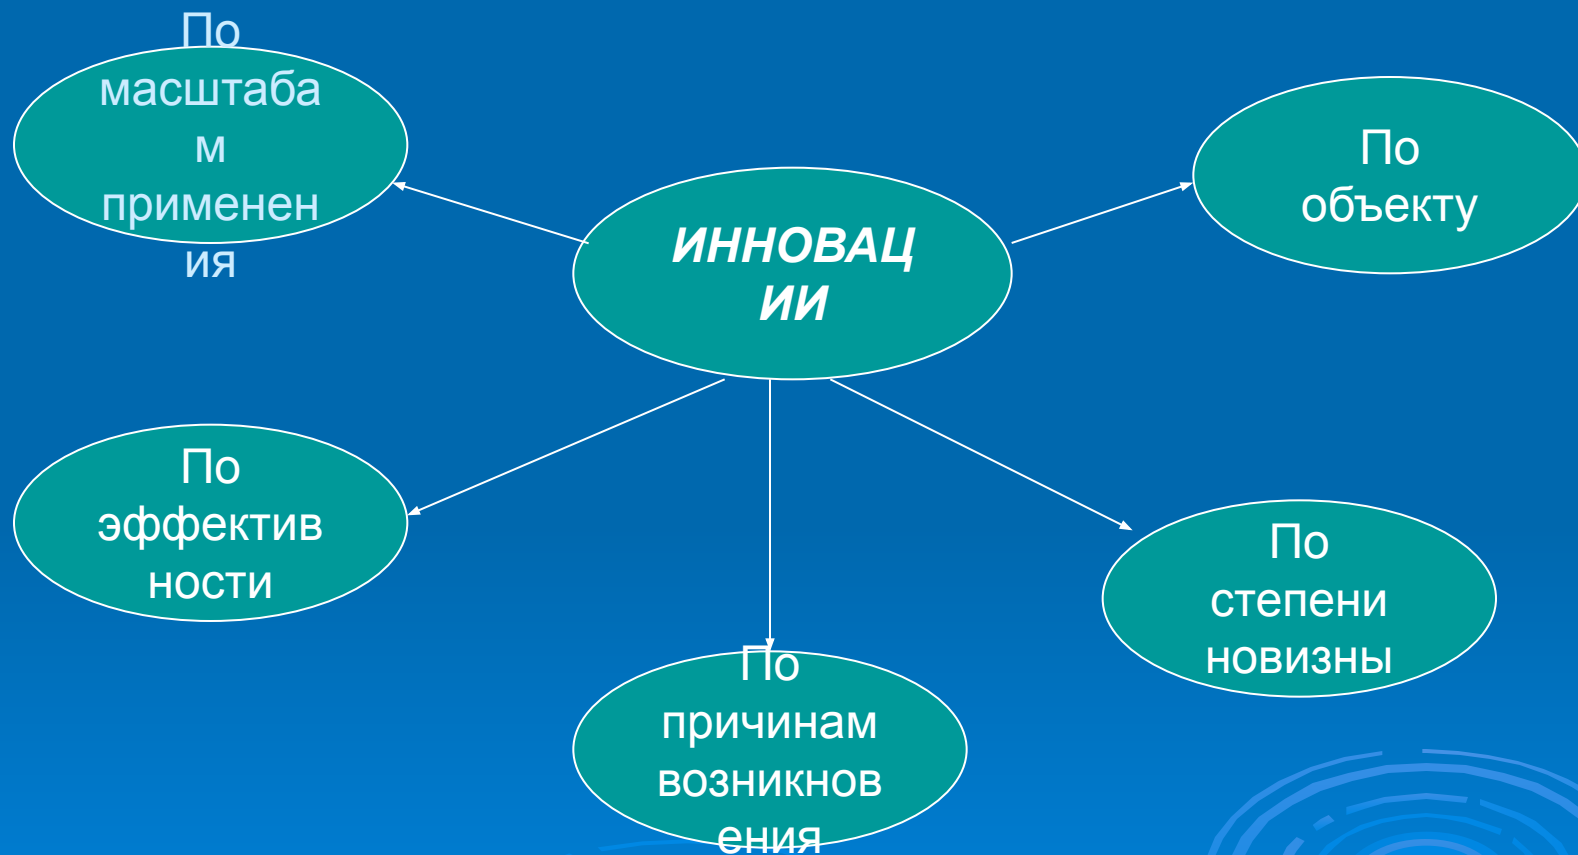 По
масштаба
м
применен
ия
ИННОВАЦ
ИИ
По
объекту
По
эффектив
ности
По
причинам
возникнов
ения
По
степени
новизны